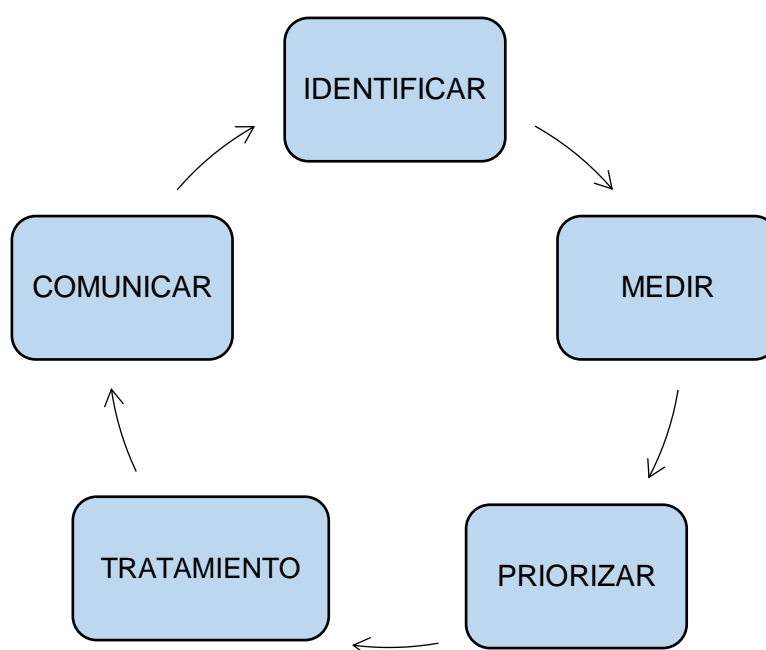 IDENTIFICAR
MEDIR
PRIORIZAR
TRATAMIENTO
COMUNICAR